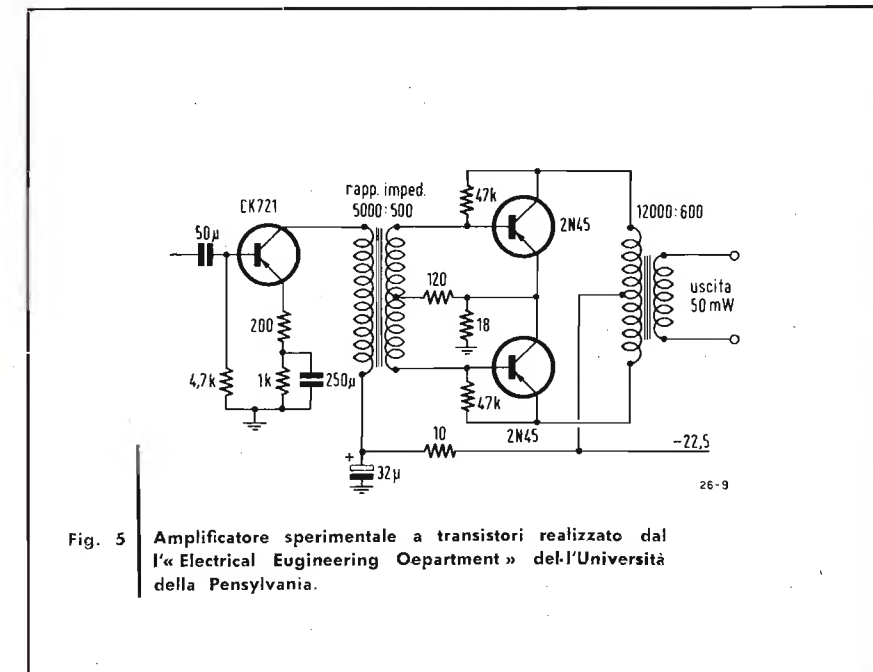 rapp. imped.
5000:500
CK721
50µ
47k
2N45
12000:600
120
uscita
50 mW
200
18
4,7k
1k
250µ
47k
2N45
10
-22,5
+
32µ
26-9
Fig. 5
Amplificatore sperimentale a transistori realizzato dal
l'« Electrical Eugineering Oepartment » del-l'Università
della Pensylvania.